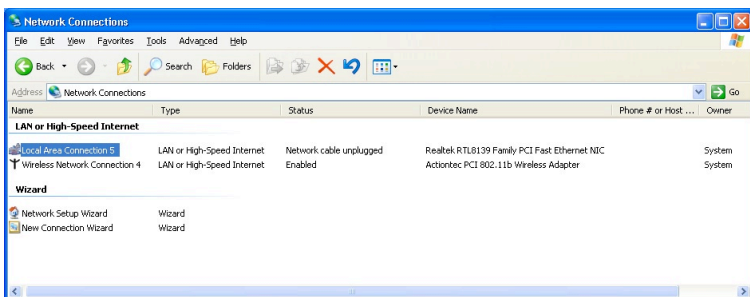 Network Connections
File Edit View Favorites Tools Advanced Help
Back Search Folders
Address Network Connections Go
Name Type Status Device Name Phone # or Host ... Owner
LAN or High-Speed Internet
Local Area Connection 5 LAN or High-Speed Internet Network cable unplugged Realtek RTL8139 Family PCI Fast Ethernet NIC System
Wireless Network Connection 4 LAN or High-Speed Internet Enabled Actiontec PCI 802.11b Wireless Adapter System
Wizard
Network Setup Wizard Wizard
New Connection Wizard Wizard